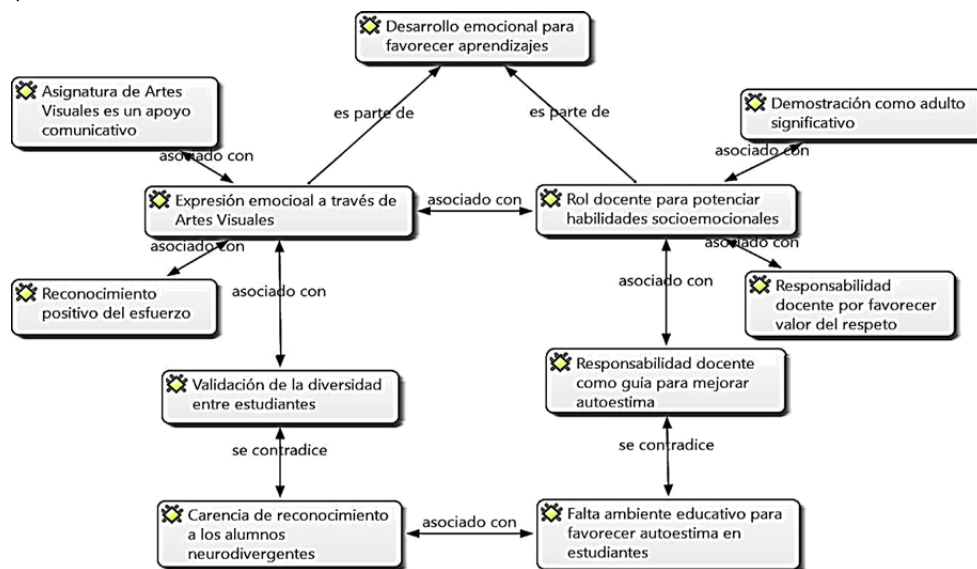 Desarrollo emocional para
favorecer aprendizajes
Asignatura de Artes
Visuales es un apoyo
comunicativo
Demostración como adulto
significativo
es parte de
es parte de
asociado con
asociado con
Expresión emocioal a través de
Artes Visuales
asociado con
Rol docente para potenciar
habilidades socioemocionales
asociado con
asociado con
Reconocimiento
positivo del esfuerzo
asociado con
asociado con
Responsabilidad
docente por favorecer
valor del respeto
Validación de la diversidad
entre estudiantes
Responsabilidad docente
como guia para mejorar
autoestima
se contradice
se contradice
Carencia de reconocimiento
a los alumnos
neurodivergentes
asociado con
Falta ambiente educativo para
favorecer autoestima en
estudiantes